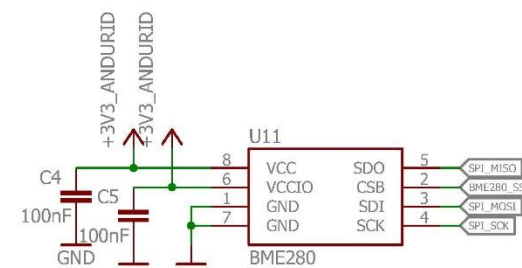 +3V3_ANDURID
+3V3_ANDURID
U11
C4
100nF
C5
100nF
GND
8 VCC SDO 5 SPI_MISO
6 VCCIO CSB 2 BME280_SS
1 GND SDI 3 SPI_MOSI
7 GND SCK 4 SPI_SCK
BME280